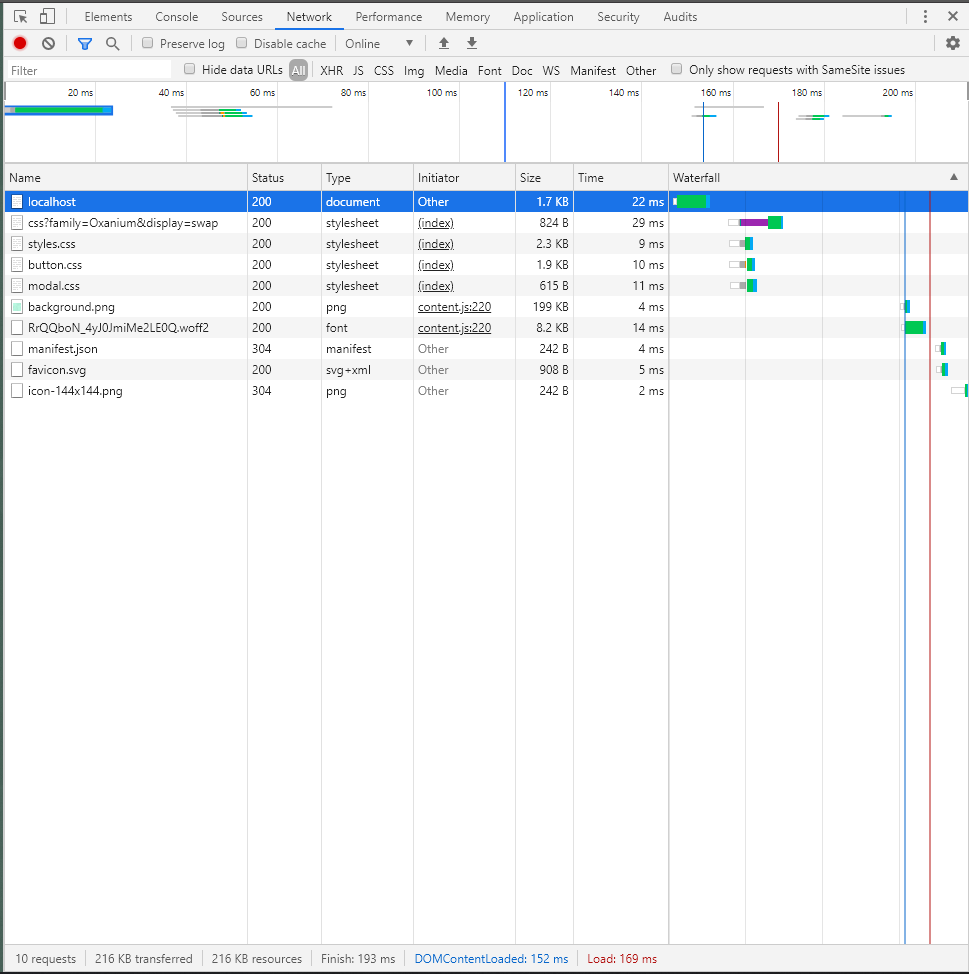 Elements Console Sources Network Performance Memory Application Security Audits
Preserve log Disable cache Online
Filter Hide data URLs All XHR JS CSS Img Media Font Doc WS Manifest Other Only show requests with SameSite issues
20 ms 40 ms 60 ms 80 ms 100 ms 120 ms 140 ms 160 ms 180 ms 200 ms
Name Status Type Initiator Size Time Waterfall
localhost 200 document Other 1.7 KB 22 ms
css?family=Oxanium&display=swap 200 stylesheet (index) 824 B 29 ms
styles.css 200 stylesheet (index) 2.3 KB 9 ms
button.css 200 stylesheet (index) 1.9 KB 10 ms
modal.css 200 stylesheet (index) 615 B 11 ms
background.png 200 png content.js:220 199 KB 4 ms
RrQQboN_4yJ0JmiMe2LE0Q.woff2 200 font content.js:220 8.2 KB 14 ms
manifest.json 304 manifest Other 242 B 4 ms
favicon.svg 200 svg+xml Other 908 B 5 ms
icon-144x144.png 304 png Other 242 B 2 ms
10 requests 216 KB transferred 216 KB resources Finish: 193 ms DOMContentLoaded: 152 ms Load: 169 ms